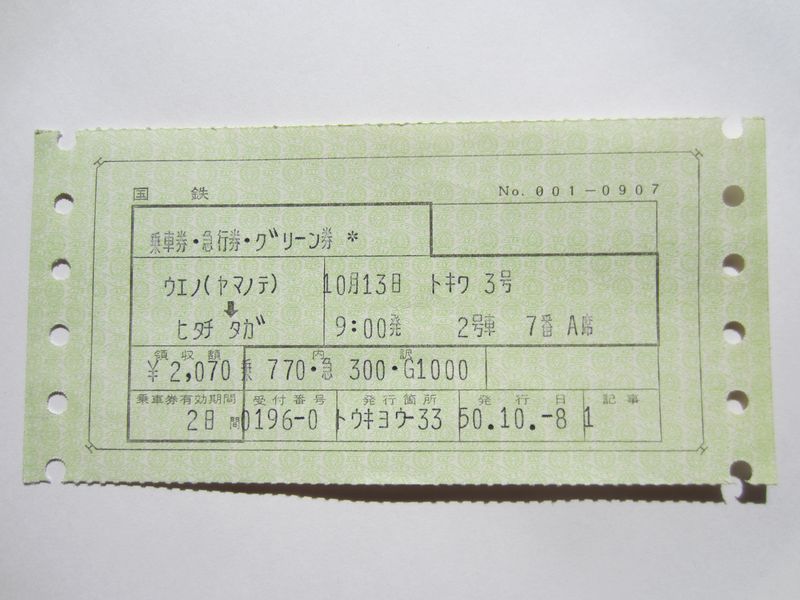 国鉄 No. 001-0907
乗車券・急行券・グリーン券 *
ウエノ(ヤマノテ) 10月13日 トキワ 3号
⬇
ヒタチ タガ 9:00発 2号車 7番 A席
領収額 内訳
¥2,070 乗 770・急 300・G1000
乗車券有効期間 受付番号 発行箇所 発行日 記事
2日間 0196-0 トウキヨウ-33 50.10.-8 1